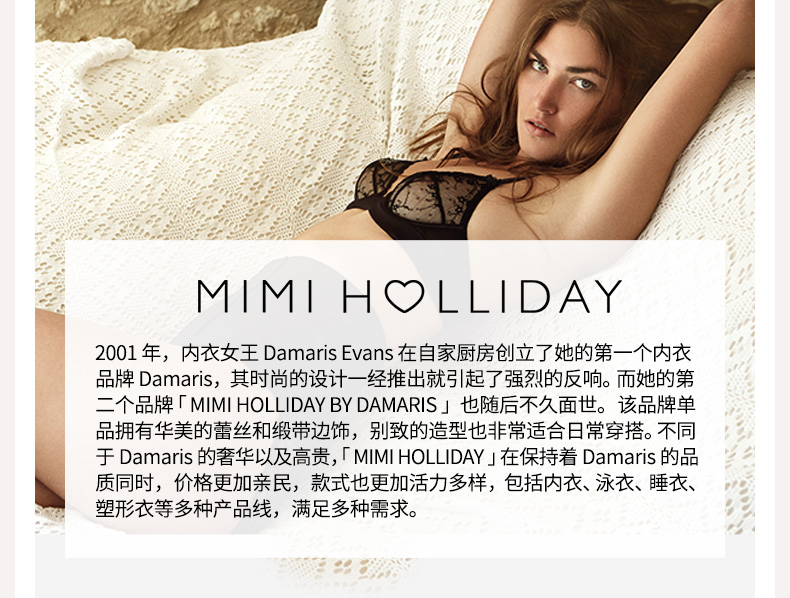 MIMI HOLLIDAY
2001 年，内衣女王 Damaris Evans 在自家厨房创立了她的第一个内衣
品牌 Damaris，其时尚的设计一经推出就引起了强烈的反响。而她的第
二个品牌「 MIMI HOLLIDAY BY DAMARIS 」也随后不久面世。该品牌单
品拥有华美的蕾丝和缎带边饰，别致的造型也非常适合日常穿搭。不同
于 Damaris 的奢华以及高贵，「 MIMI HOLLIDAY 」在保持着 Damaris 的品
质同时，价格更加亲民，款式也更加活力多样，包括内衣、泳衣、睡衣、
塑形衣等多种产品线，满足多种需求。